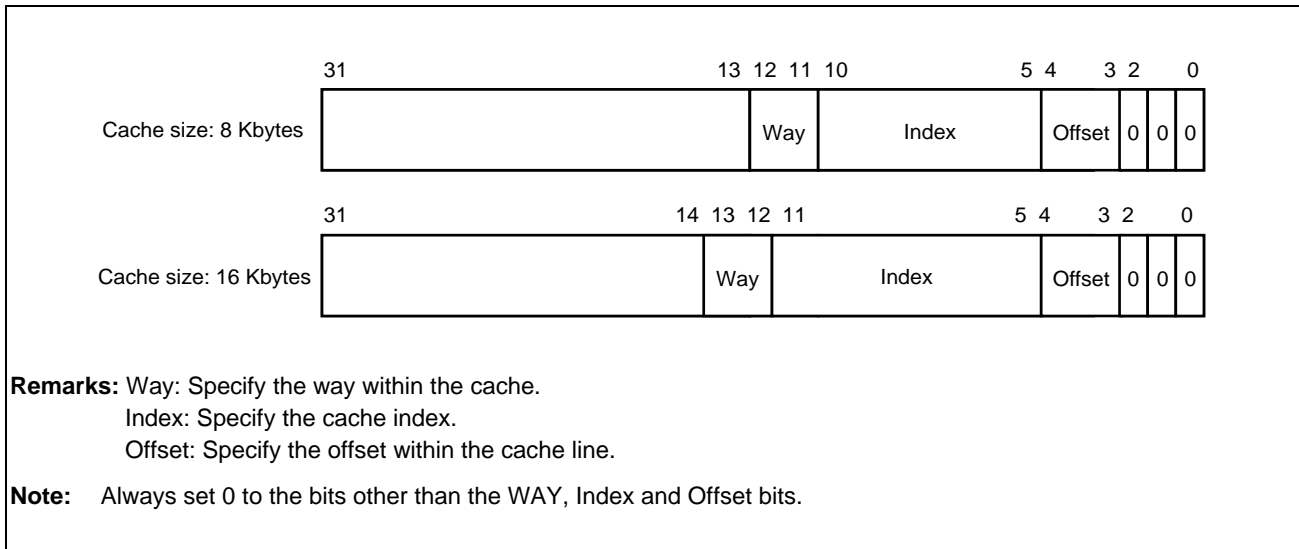 31 13 12 11 10 5 4 3 2 0
Cache size: 8 Kbytes Way Index Offset 0 0 0
31 14 13 12 11 5 4 3 2 0
Cache size: 16 Kbytes Way Index Offset 0 0 0
Remarks: Way: Specify the way within the cache.
Index: Specify the cache index.
Offset: Specify the offset within the cache line.
Note: Always set 0 to the bits other than the WAY, Index and Offset bits.